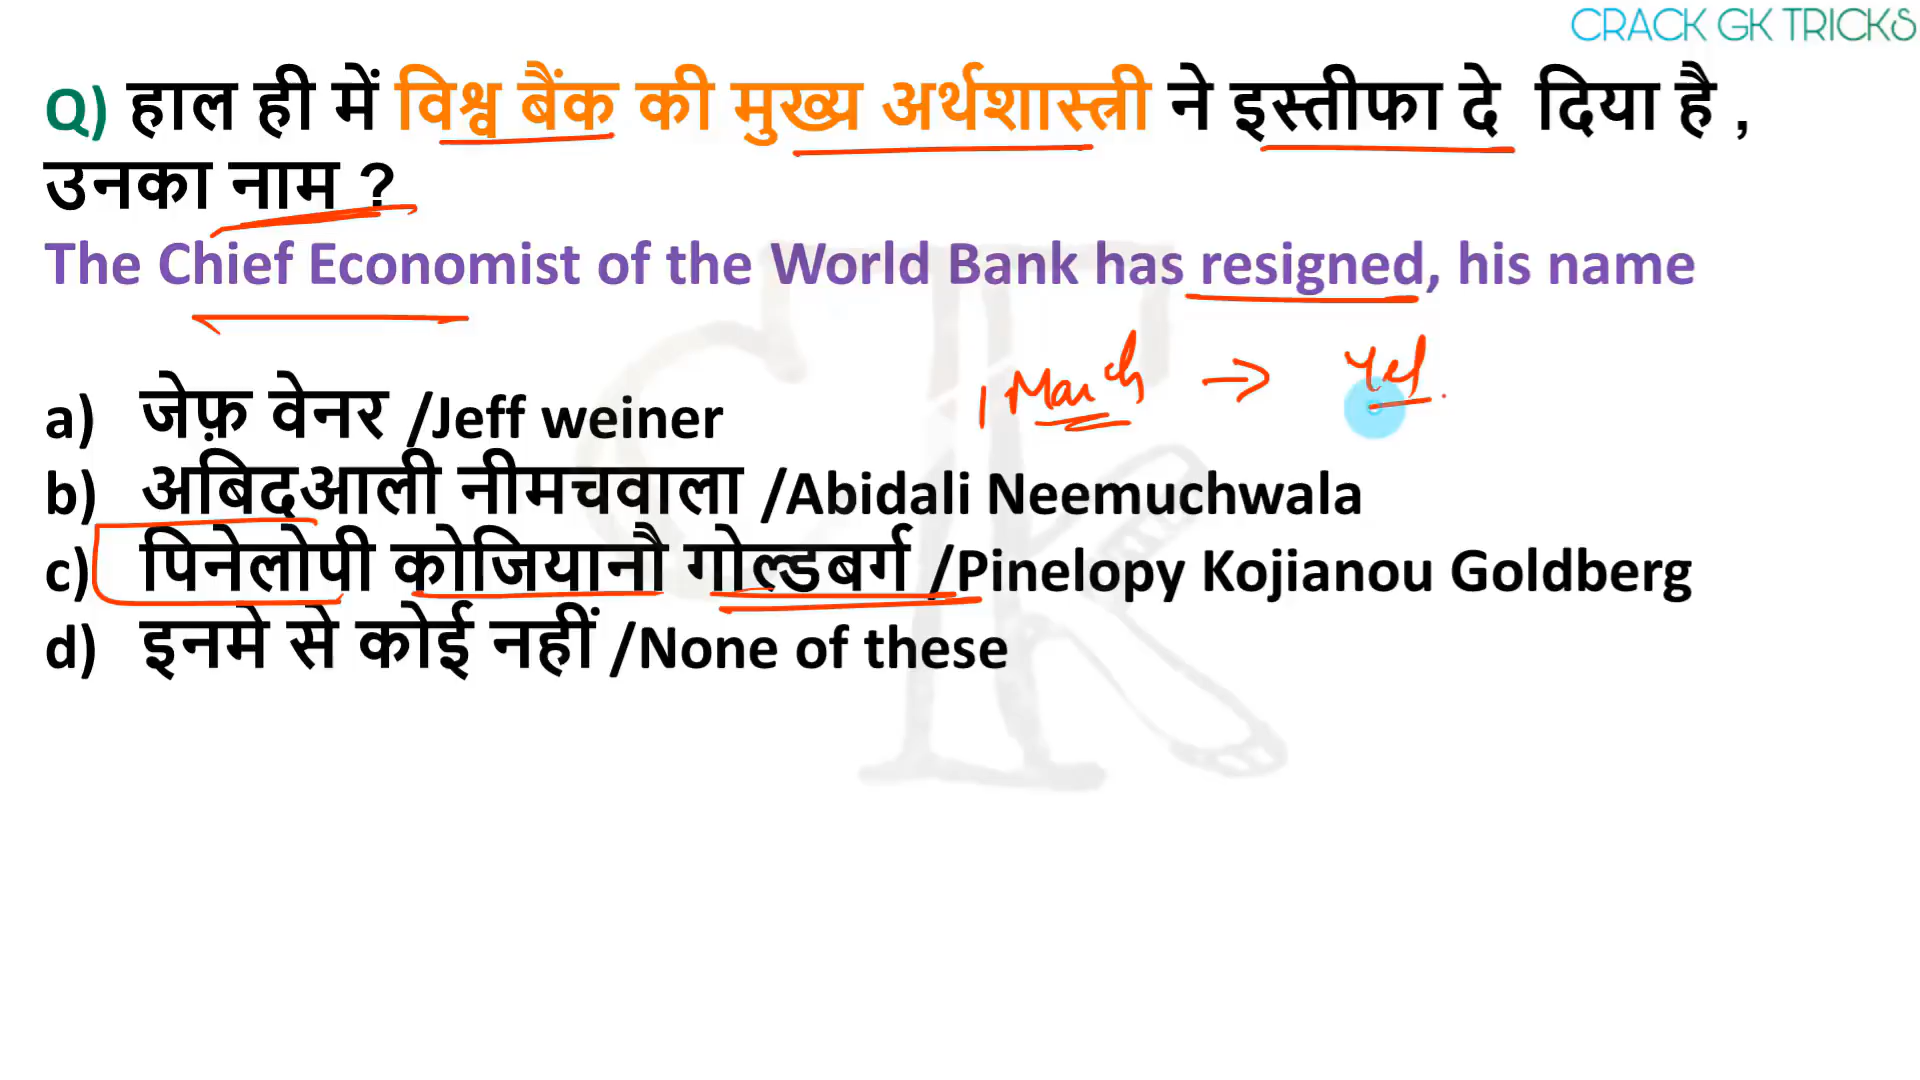 CRACK GK TRICKS
Q) हाल ही में विश्व बैंक की मुख्य अर्थशास्त्री ने इस्तीफा दे दिया है ,
उनका नाम ?
The Chief Economist of the World Bank has resigned, his name
1 March →
a) जेफ़ वेनर /Jeff weiner
b) अबिदआली नीमचवाला /Abidali Neemuchwala
c) पिनेलोपी कोजियानौ गोल्डबर्ग /Pinelopy Kojianou Goldberg
d) इनमे से कोई नहीं /None of these